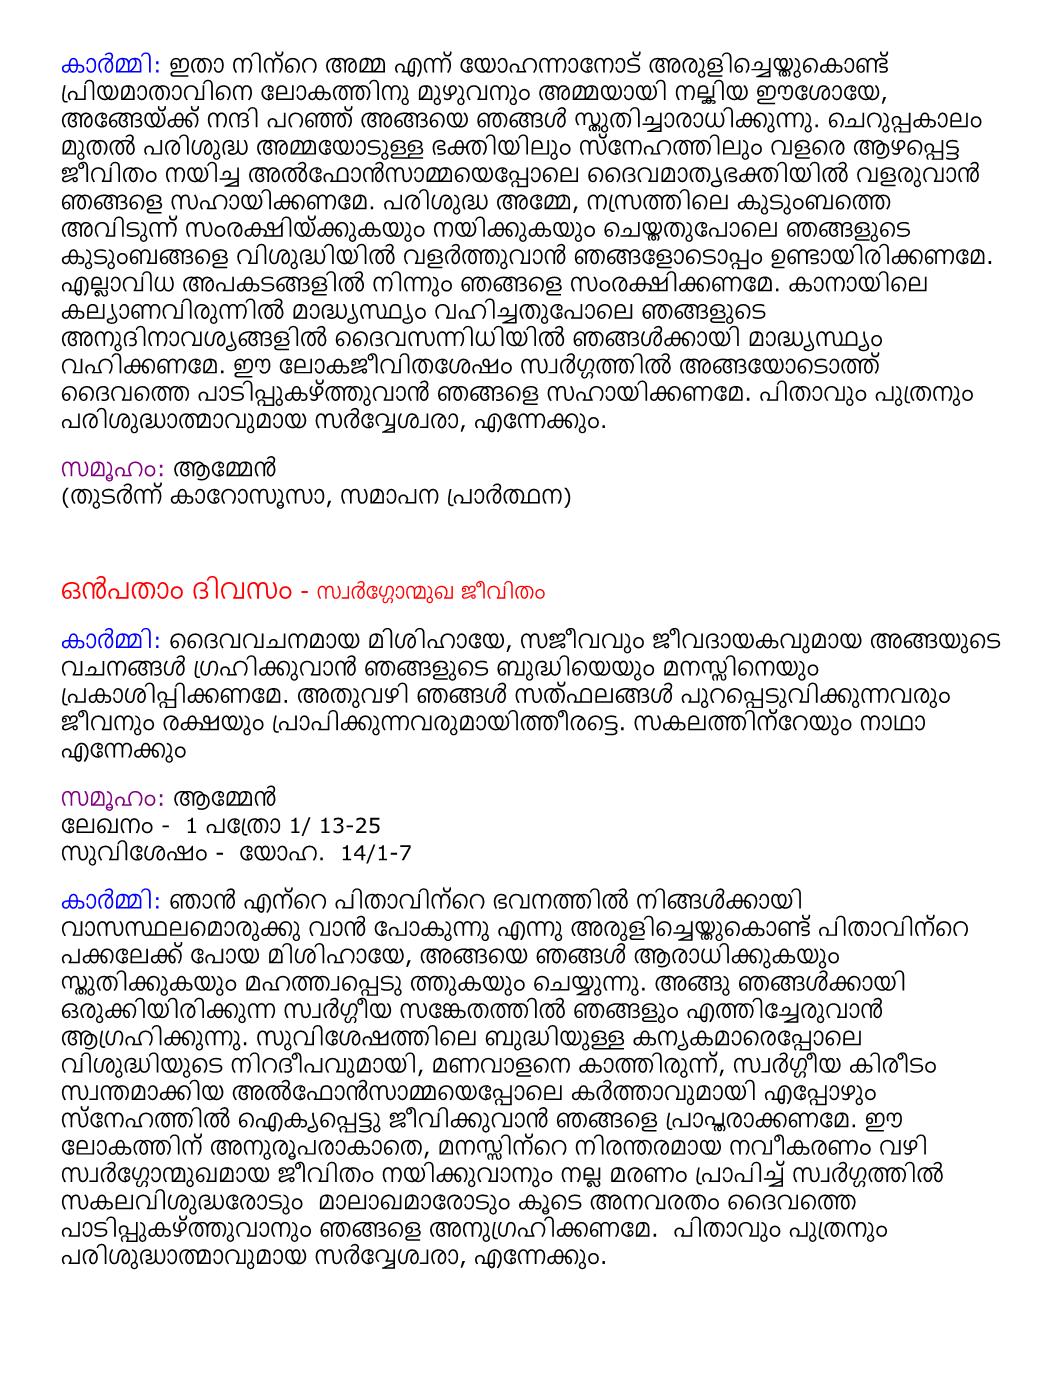 കാർമ്മി: ഇതാ നിന്റെ അമ്മ എന്ന് യോഹന്നാനോട് അരുളിച്ചെയ്തുകൊണ്ട്
പ്രിയമാതാവിനെ ലോകത്തിനു മുഴുവനും അമ്മയായി നല്കിയ ഈശോയേ,
അങ്ങേയ്ക്ക് നന്ദി പറഞ്ഞ് അങ്ങയെ ഞങ്ങൾ സ്തുതിച്ചാരാധിക്കുന്നു. ചെറുപ്പകാലം
മുതൽ പരിശുദ്ധ അമ്മയോടുള്ള ഭക്തിയിലും സ്നേഹത്തിലും വളരെ ആഴപ്പെട്ട
ജീവിതം നയിച്ച അൽഫോൻസാമ്മയെപ്പോലെ ദൈവമാതൃഭക്തിയിൽ വളരുവാൻ
ഞങ്ങളെ സഹായിക്കണമേ. പരിശുദ്ധ അമ്മേ, നസ്രത്തിലെ കുടുംബത്തെ
അവിടുന്ന് സംരക്ഷിയ്ക്കുകയും നയിക്കുകയും ചെയ്തതുപോലെ ഞങ്ങളുടെ
കുടുംബങ്ങളെ വിശുദ്ധിയിൽ വളർത്തുവാൻ ഞങ്ങളോടൊപ്പം ഉണ്ടായിരിക്കണമേ.
എല്ലാവിധ അപകടങ്ങളിൽ നിന്നും ഞങ്ങളെ സംരക്ഷിക്കണമേ. കാനായിലെ
കല്യാണവിരുന്നിൽ മാദ്ധ്യസ്ഥ്യം വഹിച്ചതുപോലെ ഞങ്ങളുടെ
അനുദിനാവശ്യങ്ങളിൽ ദൈവസന്നിധിയിൽ ഞങ്ങൾക്കായി മാദ്ധ്യസ്ഥ്യം
വഹിക്കണമേ. ഈ ലോകജീവിതശേഷം സ്വർഗ്ഗത്തിൽ അങ്ങയോടൊത്ത്
ദൈവത്തെ പാടിപ്പുകഴ്ത്തുവാൻ ഞങ്ങളെ സഹായിക്കണമേ. പിതാവും പുത്രനും
പരിശുദ്ധാത്മാവുമായ സർവ്വേശ്വരാ, എന്നേക്കും.
സമൂഹം: ആമ്മേൻ
(തുടർന്ന് കാറോസൂസാ, സമാപന പ്രാർത്ഥന)
ഒൻപതാം ദിവസം - സ്വർഗ്ഗോന്മുഖ ജീവിതം
കാർമ്മി: ദൈവവചനമായ മിശിഹായേ, സജീവവും ജീവദായകവുമായ അങ്ങയുടെ
വചനങ്ങൾ ഗ്രഹിക്കുവാൻ ഞങ്ങളുടെ ബുദ്ധിയെയും മനസ്സിനെയും
പ്രകാശിപ്പിക്കണമേ. അതുവഴി ഞങ്ങൾ സത്ഫലങ്ങൾ പുറപ്പെടുവിക്കുന്നവരും
ജീവനും രക്ഷയും പ്രാപിക്കുന്നവരുമായിത്തീരട്ടെ. സകലത്തിന്റേയും നാഥാ
എന്നേക്കും
സമൂഹം: ആമ്മേൻ
ലേഖനം - 1 പത്രോ 1/ 13-25
സുവിശേഷം - യോഹ. 14/1-7
കാർമ്മി: ഞാൻ എന്റെ പിതാവിന്റെ ഭവനത്തിൽ നിങ്ങൾക്കായി
വാസസ്ഥലമൊരുക്കു വാൻ പോകുന്നു എന്നു അരുളിച്ചെയ്തുകൊണ്ട് പിതാവിന്റെ
പക്കലേക്ക് പോയ മിശിഹായേ, അങ്ങയെ ഞങ്ങൾ ആരാധിക്കുകയും
സ്തുതിക്കുകയും മഹത്ത്വപ്പെടു ത്തുകയും ചെയ്യുന്നു. അങ്ങു ഞങ്ങൾക്കായി
ഒരുക്കിയിരിക്കുന്ന സ്വർഗ്ഗീയ സങ്കേതത്തിൽ ഞങ്ങളും എത്തിച്ചേരുവാൻ
ആഗ്രഹിക്കുന്നു. സുവിശേഷത്തിലെ ബുദ്ധിയുള്ള കന്യകമാരെപ്പോലെ
വിശുദ്ധിയുടെ നിറദീപവുമായി, മണവാളനെ കാത്തിരുന്ന്, സ്വർഗ്ഗീയ കിരീടം
സ്വന്തമാക്കിയ അൽഫോൻസാമ്മയെപ്പോലെ കർത്താവുമായി എപ്പോഴും
സ്നേഹത്തിൽ ഐക്യപ്പെട്ടു ജീവിക്കുവാൻ ഞങ്ങളെ പ്രാപ്തരാക്കണമേ. ഈ
ലോകത്തിന് അനുരൂപരാകാതെ, മനസ്സിന്റെ നിരന്തരമായ നവീകരണം വഴി
സ്വർഗ്ഗോന്മുഖമായ ജീവിതം നയിക്കുവാനും നല്ല മരണം പ്രാപിച്ച് സ്വർഗ്ഗത്തിൽ
സകലവിശുദ്ധരോടും മാലാഖമാരോടും കൂടെ അനവരതം ദൈവത്തെ
പാടിപ്പുകഴ്ത്തുവാനും ഞങ്ങളെ അനുഗ്രഹിക്കണമേ. പിതാവും പുത്രനും
പരിശുദ്ധാത്മാവുമായ സർവ്വേശ്വരാ, എന്നേക്കും.